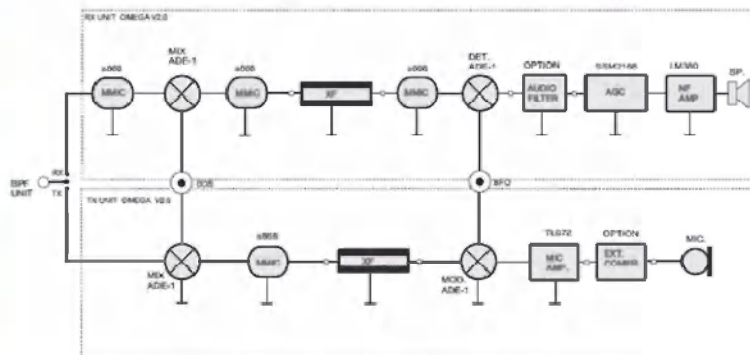 RX UNIT OMEGA V2.0
MMIC
MIX
ADE-1
MMIC
XF
MMIC
DET.
ADE-1
OPTION
AUDIO
FILTER
AGC
LM380
NF
AMP
SP.
BPF
UNIT
RX
TX
DDS
BFO
TX UNIT OMEGA V2.0
MIX
ADE-1
MMIC
XF
MOD.
ADE-1
MIC
AMP.
OPTION
EXT.
COMPR
MIC.